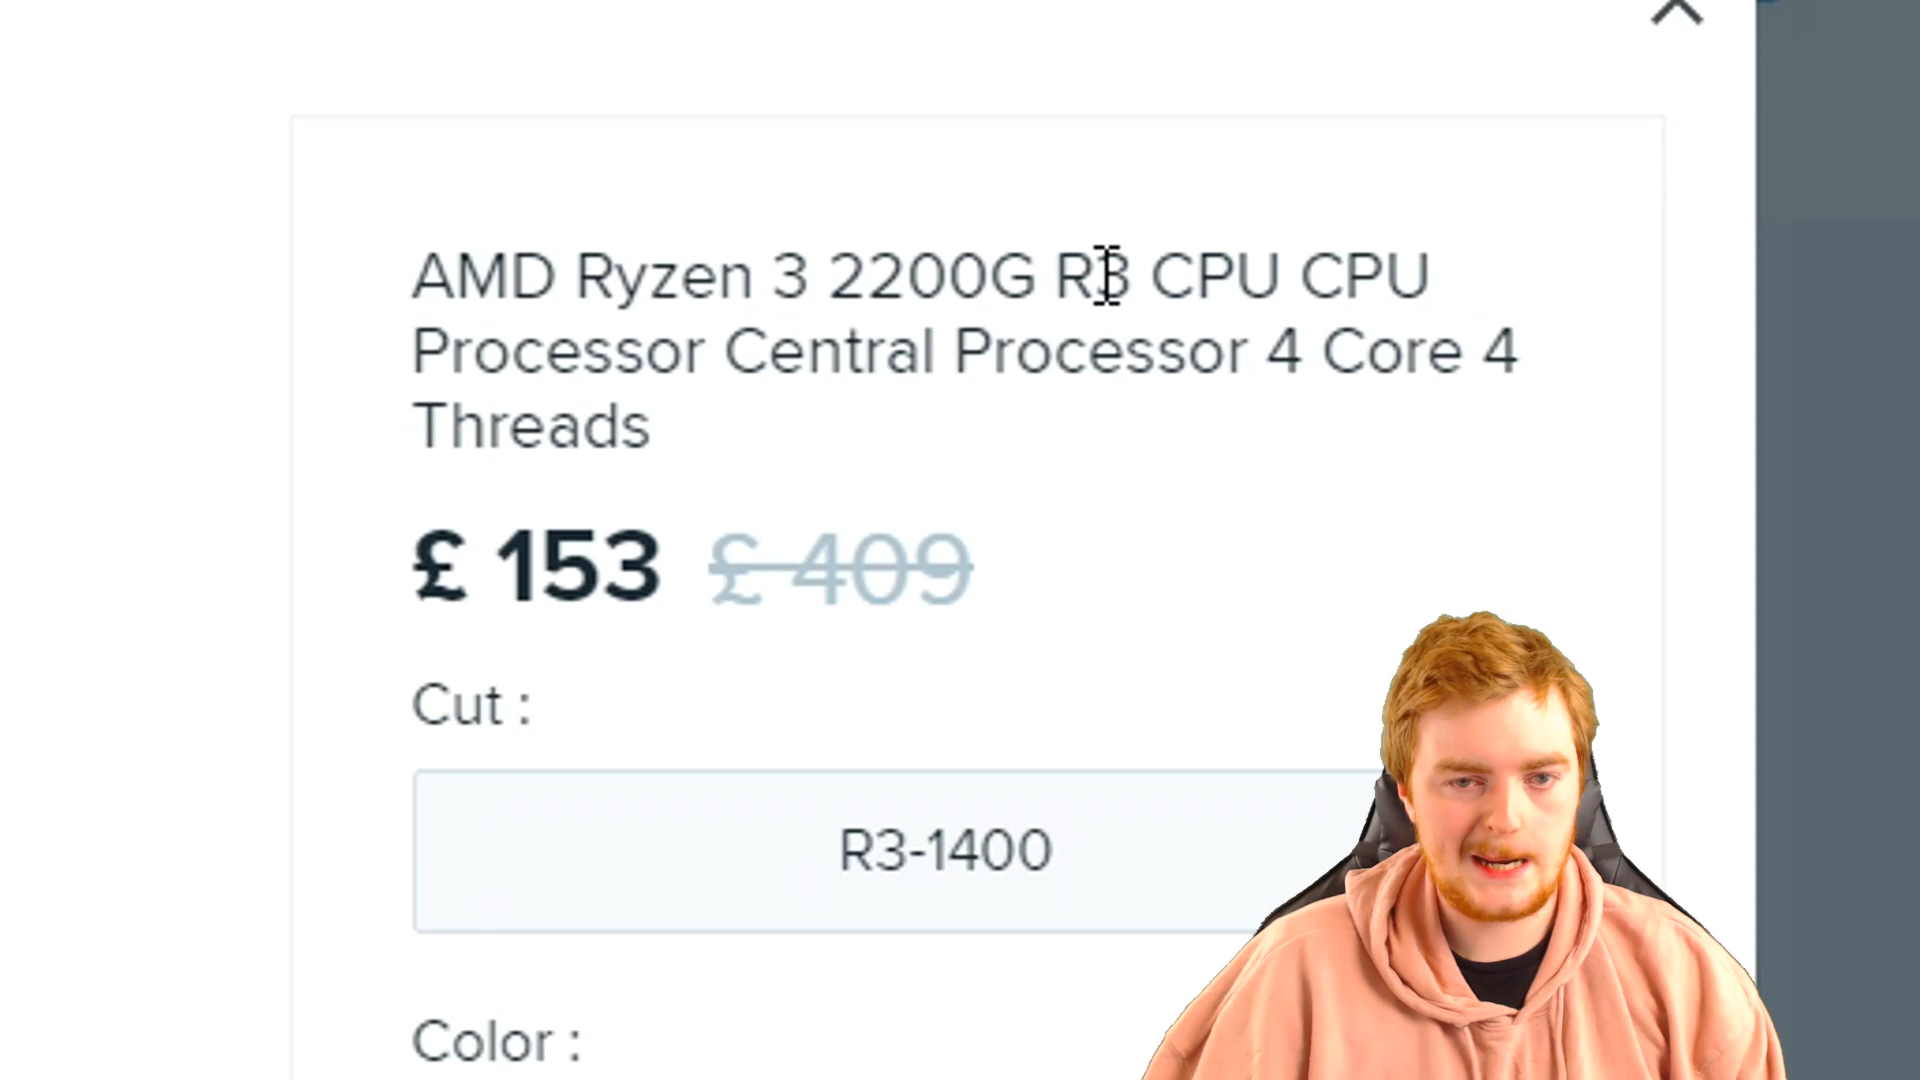 AMD Ryzen 3 2200G R3 CPU CPU
Processor Central Processor 4 Core 4
Threads
£ 153 £ 409
Cut :
R3-1400
Color :